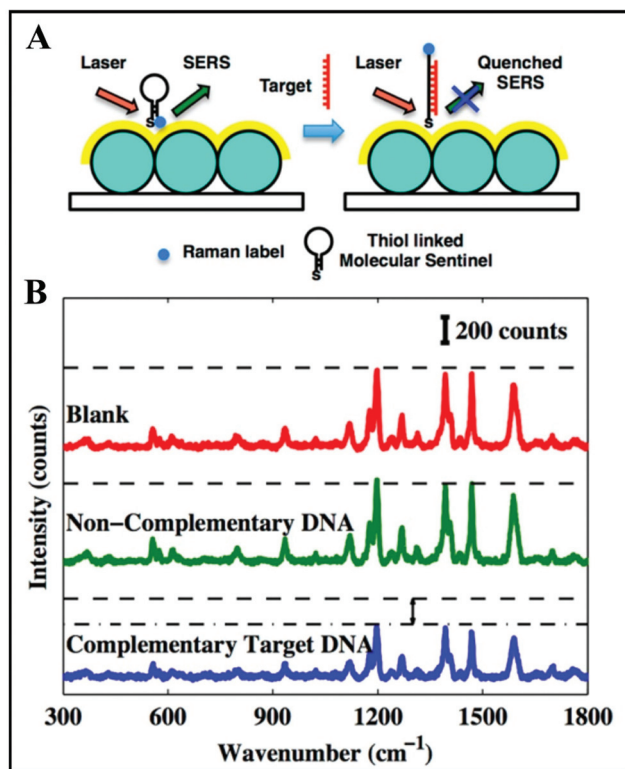 A
Laser
SERS
Target
Laser
Quenched
SERS
S
S
Raman label
S
Thiol linked
Molecular Sentinel
B
200 counts
Blank
Non-Complementary DNA
Complementary Target DNA
Intensity (counts)
300 600 900 1200 1500 1800
Wavenumber (cm⁻¹)